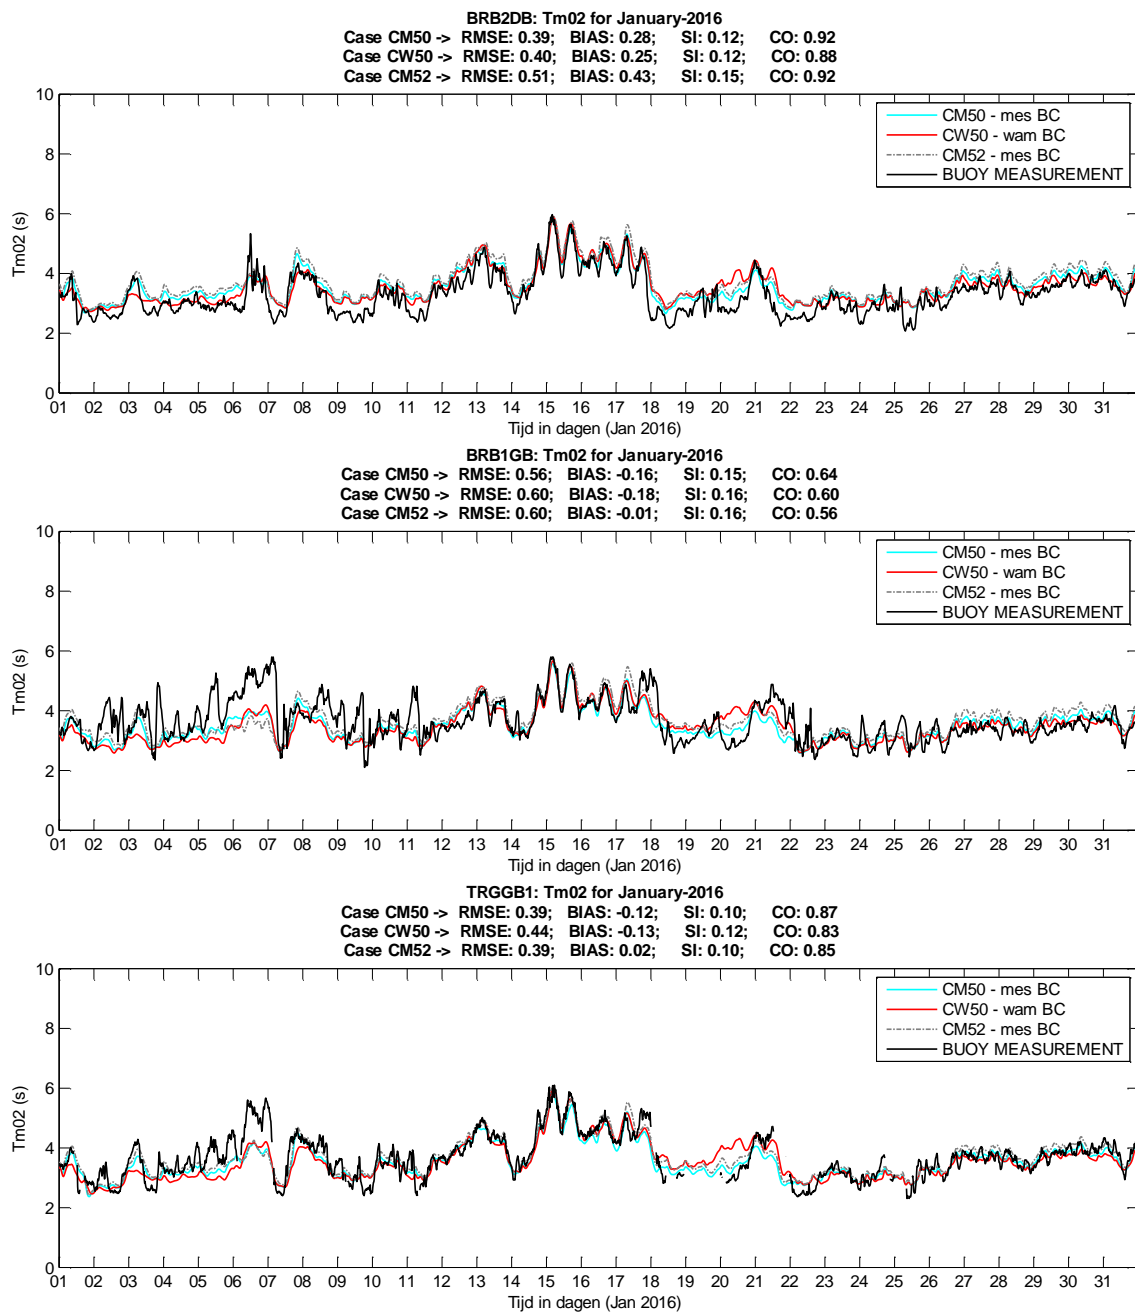 BRB2DB: Tm02 for January-2016
Case CM50 -> RMSE: 0.39; BIAS: 0.28; SI: 0.12; CO: 0.92
Case CW50 -> RMSE: 0.40; BIAS: 0.25; SI: 0.12; CO: 0.88
Case CM52 -> RMSE: 0.51; BIAS: 0.43; SI: 0.15; CO: 0.92
10
8
6
4
2
0
Tm02 (s)
CM50 - mes BC
CW50 - wam BC
CM52 - mes BC
BUOY MEASUREMENT
01 02 03 04 05 06 07 08 09 10 11 12 13 14 15 16 17 18 19 20 21 22 23 24 25 26 27 28 29 30 31
Tijd in dagen (Jan 2016)
BRB1GB: Tm02 for January-2016
Case CM50 -> RMSE: 0.56; BIAS: -0.16; SI: 0.15; CO: 0.64
Case CW50 -> RMSE: 0.60; BIAS: -0.18; SI: 0.16; CO: 0.60
Case CM52 -> RMSE: 0.60; BIAS: -0.01; SI: 0.16; CO: 0.56
10
8
6
4
2
0
Tm02 (s)
CM50 - mes BC
CW50 - wam BC
CM52 - mes BC
BUOY MEASUREMENT
01 02 03 04 05 06 07 08 09 10 11 12 13 14 15 16 17 18 19 20 21 22 23 24 25 26 27 28 29 30 31
Tijd in dagen (Jan 2016)
TRGGB1: Tm02 for January-2016
Case CM50 -> RMSE: 0.39; BIAS: -0.12; SI: 0.10; CO: 0.87
Case CW50 -> RMSE: 0.44; BIAS: -0.13; SI: 0.12; CO: 0.83
Case CM52 -> RMSE: 0.39; BIAS: 0.02; SI: 0.10; CO: 0.85
10
8
6
4
2
0
Tm02 (s)
CM50 - mes BC
CW50 - wam BC
CM52 - mes BC
BUOY MEASUREMENT
01 02 03 04 05 06 07 08 09 10 11 12 13 14 15 16 17 18 19 20 21 22 23 24 25 26 27 28 29 30 31
Tijd in dagen (Jan 2016)